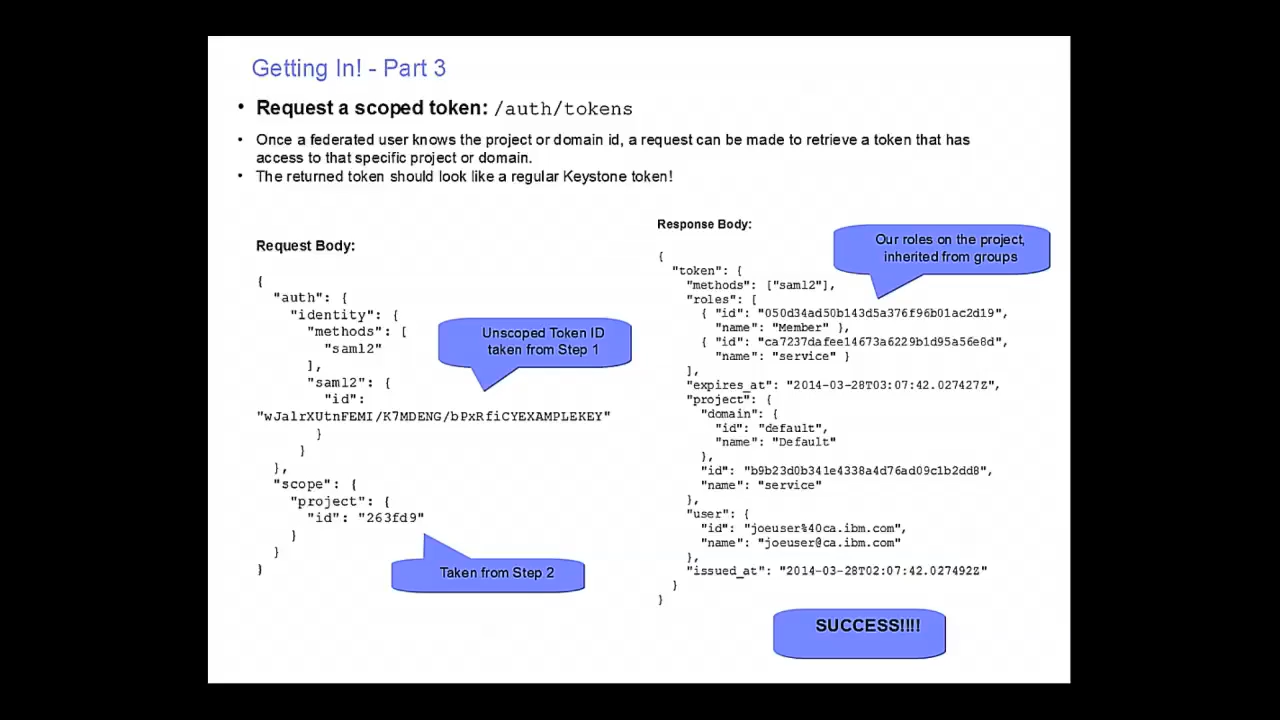 Getting In! - Part 3
• Request a scoped token: /auth/tokens
• Once a federated user knows the project or domain id, a request can be made to retrieve a token that has
access to that specific project or domain.
• The returned token should look like a regular Keystone token!
Request Body:
{
"auth": {
"identity": {
"methods": [
"saml2"
],
"saml2": {
"id":
"wJalrXUtnFEMI/K7MDENG/bPxRfiCYEXAMPLEKEY"
}
}
},
"scope": {
"project": {
"id": "263fd9"
}
}
}
Unscoped Token ID
taken from Step 1
Taken from Step 2
Response Body:
{
"token": {
"methods": ["saml2"],
"roles": [
{ "id": "050d34ad50b143d5a376f96b01ac2d19",
"name": "Member" },
{ "id": "ca7237dafee14673a6229b1d95a56e8d",
"name": "service" }
],
"expires_at": "2014-03-28T03:07:42.027427Z",
"project": {
"domain": {
"id": "default",
"name": "Default"
},
"id": "b9b23d0b341e4338a4d76ad09c1b2dd8",
"name": "service"
},
"user": {
"id": "joeuser%40ca.ibm.com",
"name": "joeuser@ca.ibm.com"
},
"issued_at": "2014-03-28T02:07:42.027492Z"
}
}
Our roles on the project,
inherited from groups
SUCCESS!!!!